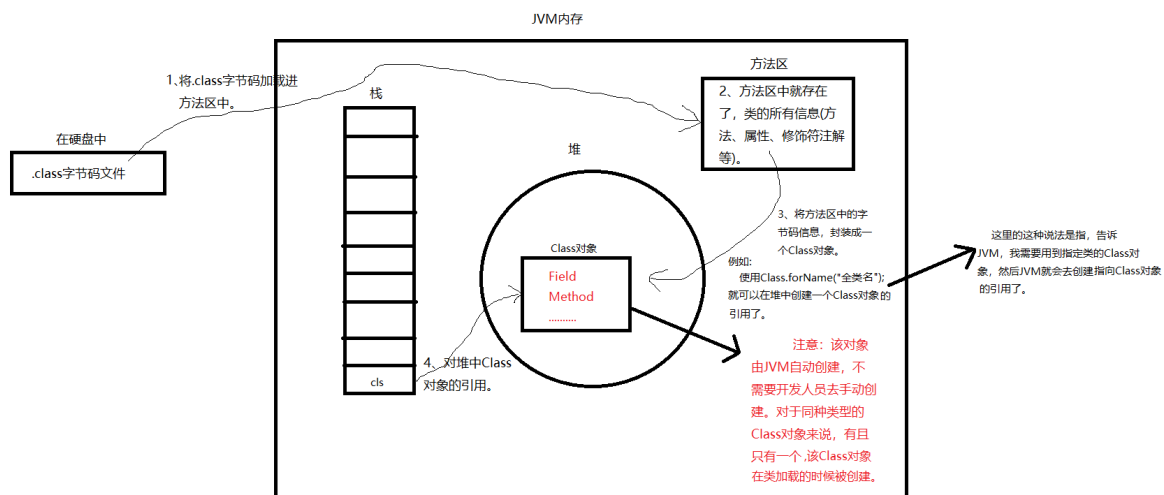 JVM内存
1、将.class字节码加载进
方法区中。
在硬盘中
.class字节码文件
栈
cls
堆
Class对象
Field
Method
..........
4、对堆中Class
对象的引用。
方法区
2、方法区中就存在
了，类的所有信息(方
法、属性、修饰符注解
等)。
3、将方法区中的字
节码信息，封装成一
个Class对象。
例如:
使用Class.forName("全类名");
就可以在堆中创建一个Class对象的
引用了。
这里的这种说法是指，告诉
JVM，我需要用到指定类的Class对
象，然后JVM就会去创建指向Class对象
的引用了。
注意：该对象
由JVM自动创建，不
需要开发人员去手动创
建。对于同种类型的
Class对象来说，有且
只有一个,该Class对象
在类加载的时候被创建。